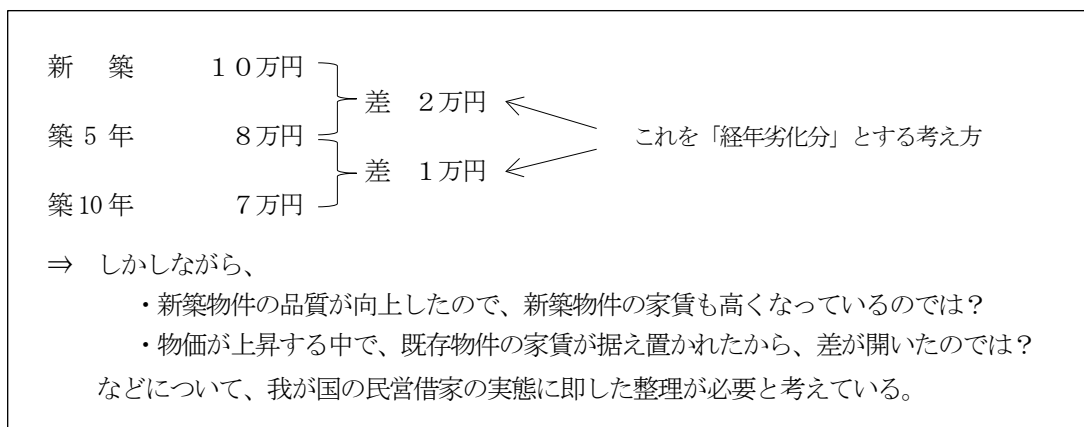 新 築 10万円
差 2万円
築5年 8万円 これを「経年劣化分」とする考え方
差 1万円
築10年 7万円
⇒ しかしながら、
・新築物件の品質が向上したので、新築物件の家賃も高くなっているのでは?
・物価が上昇する中で、既存物件の家賃が据え置かれたから、差が開いたのでは?
などについて、我が国の民営借家の実態に即した整理が必要と考えている。